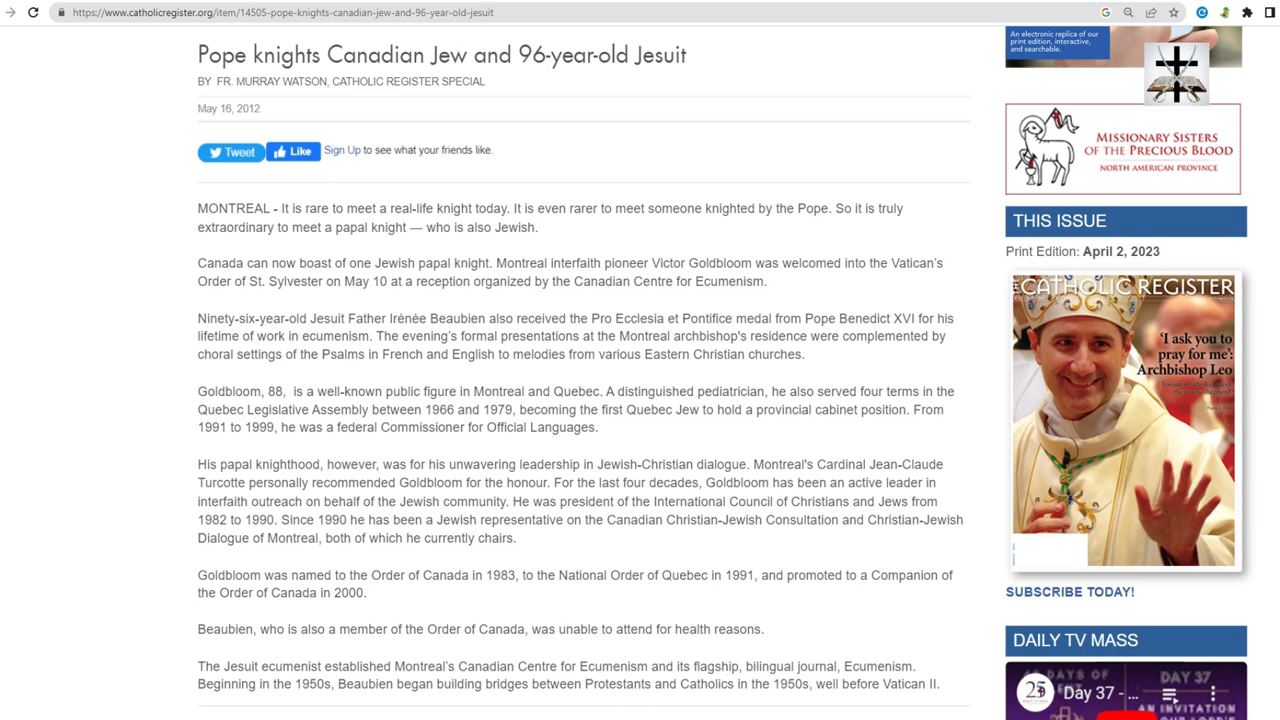 https://www.catholicregister.org/item/14505-pope-knights-canadian-jew-and-96-year-old-jesuit
Pope knights Canadian Jew and 96-year-old Jesuit
BY FR. MURRAY WATSON, CATHOLIC REGISTER SPECIAL
May 16, 2012
Tweet Like Sign Up to see what your friends like.
MONTREAL - It is rare to meet a real-life knight today. It is even rarer to meet someone knighted by the Pope. So it is truly
extraordinary to meet a papal knight — who is also Jewish.
Canada can now boast of one Jewish papal knight. Montreal interfaith pioneer Victor Goldbloom was welcomed into the Vatican's
Order of St. Sylvester on May 10 at a reception organized by the Canadian Centre for Ecumenism.
Ninety-six-year-old Jesuit Father Irénée Beaubien also received the Pro Ecclesia et Pontifice medal from Pope Benedict XVI for his
lifetime of work in ecumenism. The evening's formal presentations at the Montreal archbishop's residence were complemented by
choral settings of the Psalms in French and English to melodies from various Eastern Christian churches.
Goldbloom, 88, is a well-known public figure in Montreal and Quebec. A distinguished pediatrician, he also served four terms in the
Quebec Legislative Assembly between 1966 and 1979, becoming the first Quebec Jew to hold a provincial cabinet position. From
1991 to 1999, he was a federal Commissioner for Official Languages.
His papal knighthood, however, was for his unwavering leadership in Jewish-Christian dialogue. Montreal's Cardinal Jean-Claude
Turcotte personally recommended Goldbloom for the honour. For the last four decades, Goldbloom has been an active leader in
interfaith outreach on behalf of the Jewish community. He was president of the International Council of Christians and Jews from
1982 to 1990. Since 1990 he has been a Jewish representative on the Canadian Christian-Jewish Consultation and Christian-Jewish
Dialogue of Montreal, both of which he currently chairs.
Goldbloom was named to the Order of Canada in 1983, to the National Order of Quebec in 1991, and promoted to a Companion of
the Order of Canada in 2000.
Beaubien, who is also a member of the Order of Canada, was unable to attend for health reasons.
The Jesuit ecumenist established Montreal's Canadian Centre for Ecumenism and its flagship, bilingual journal, Ecumenism.
Beginning in the 1950s, Beaubien began building bridges between Protestants and Catholics in the 1950s, well before Vatican II.
An electronic replica of our
print edition, interactive,
and searchable.
MISSIONARY SISTERS
OF THE PRECIOUS BLOOD
NORTH AMERICAN PROVINCE
THIS ISSUE
Print Edition: April 2, 2023
THE CATHOLIC REGISTER
'I ask you to
pray for me':
Archbishop Leo
SUBSCRIBE TODAY!
DAILY TV MASS
DAYS OF
25
Day 37 - ...
DAY 37
AN INVITATION